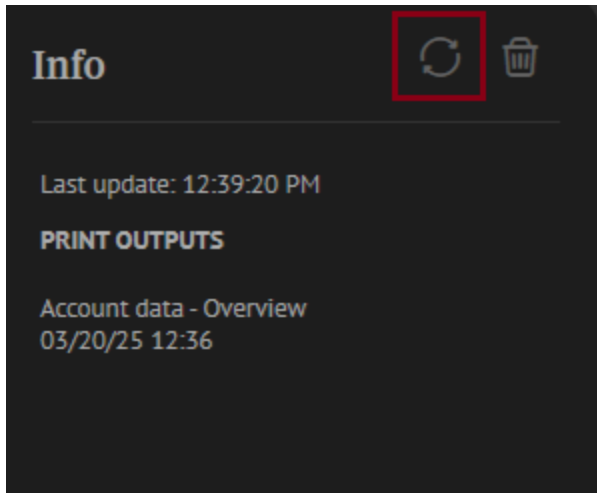 Info
Last update: 12:39:20 PM
PRINT OUTPUTS
Account data - Overview
03/20/25 12:36